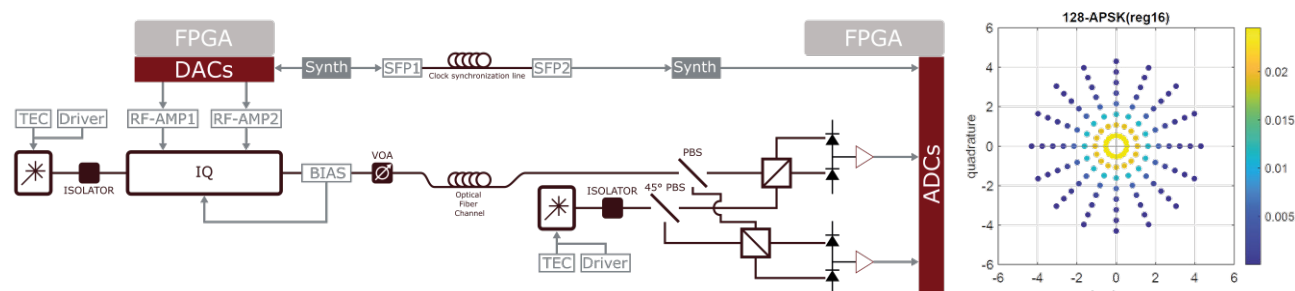 FPGA
DACs
Synth
SFP1
Clock synchronization line
SFP2
Synth
FPGA
ADCs
TEC
Driver
RF-AMP1
RF-AMP2
ISOLATOR
IQ
BIAS
VOA
Optical
Fiber
Channel
PBS
ISOLATOR
45° PBS
TEC
Driver
128-APSK(reg16)
quadrature
6
4
2
0
-2
-4
-6
-6
-4
-2
0
2
4
6
0.02
0.015
0.01
0.005